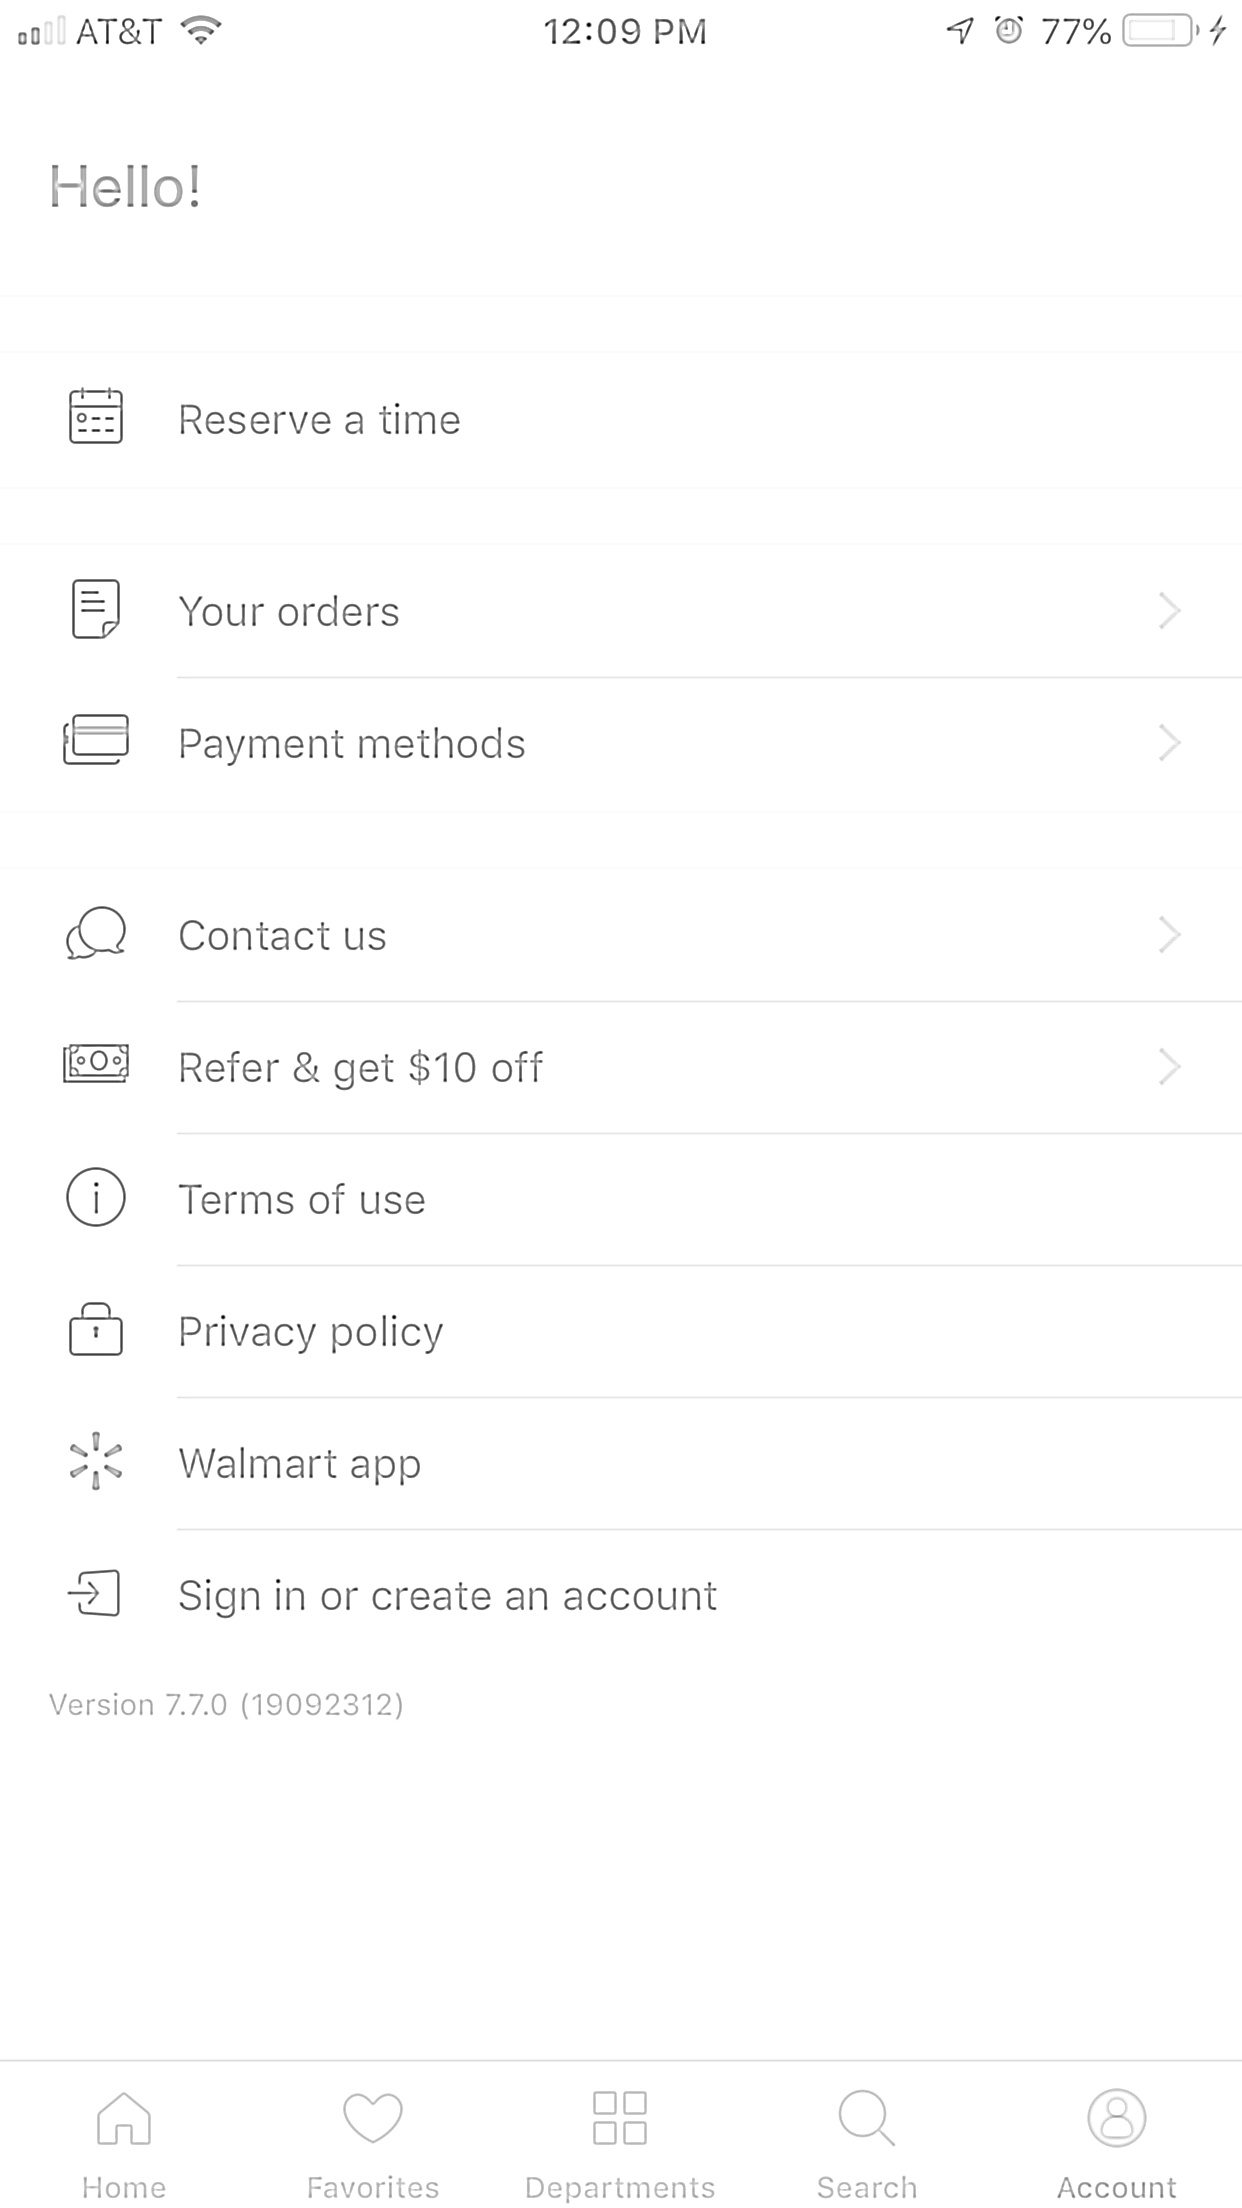 AT&T 12:09 PM 77%
Hello!
Reserve a time
Your orders
Payment methods
Contact us
Refer & get $10 off
Terms of use
Privacy policy
Walmart app
Sign in or create an account
Version 7.7.0 (19092312)
Home Favorites Departments Search Account